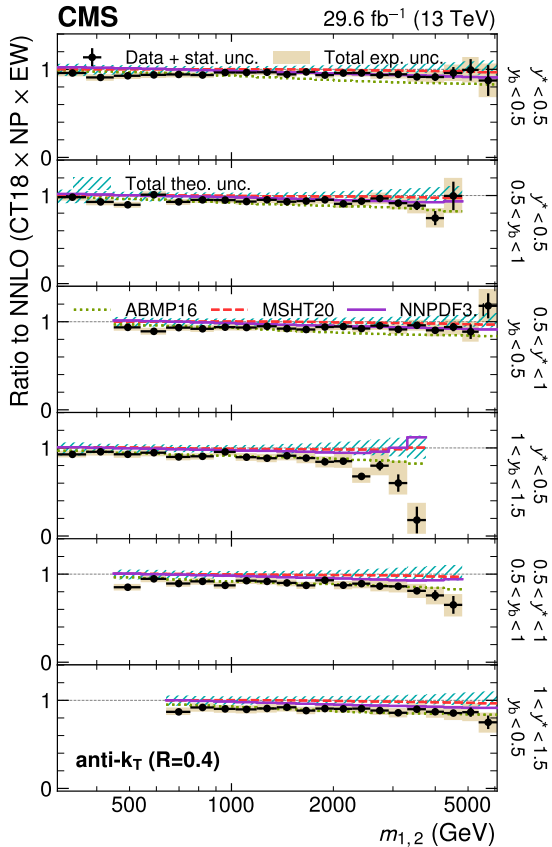 CMS 29.6 fb⁻¹ (13 TeV)
Ratio to NNLO (CT18 × NP × EW)
Data + stat. unc. Total exp. unc.
1
0
y* < 0.5
y_b < 0.5
Total theo. unc.
1
0
y* < 0.5
0.5 < y_b < 1
ABMP16 MSHT20 NNPDF3.
1
0
0.5 < y* < 1
y_b < 0.5
1
0
y* < 0.5
1 < y_b < 1.5
1
0
0.5 < y* < 1
0.5 < y_b < 1
1
0
1 < y* < 1.5
y_b < 0.5
anti-k_T (R=0.4)
500 1000 2000 5000
m_{1,2} (GeV)